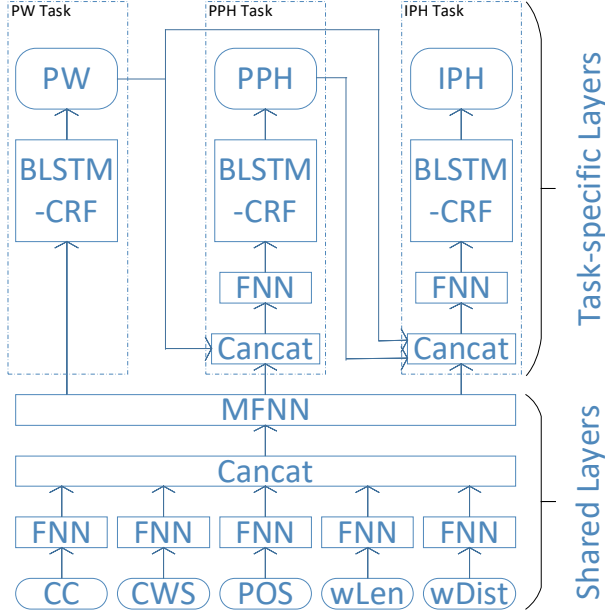 PW Task
PPH Task
IPH Task
PW
PPH
IPH
BLSTM
-CRF
BLSTM
-CRF
BLSTM
-CRF
FNN
FNN
Cancat
Cancat
Task-specific Layers
MFNN
Cancat
FNN
FNN
FNN
FNN
FNN
CC
CWS
POS
wLen
wDist
Shared Layers